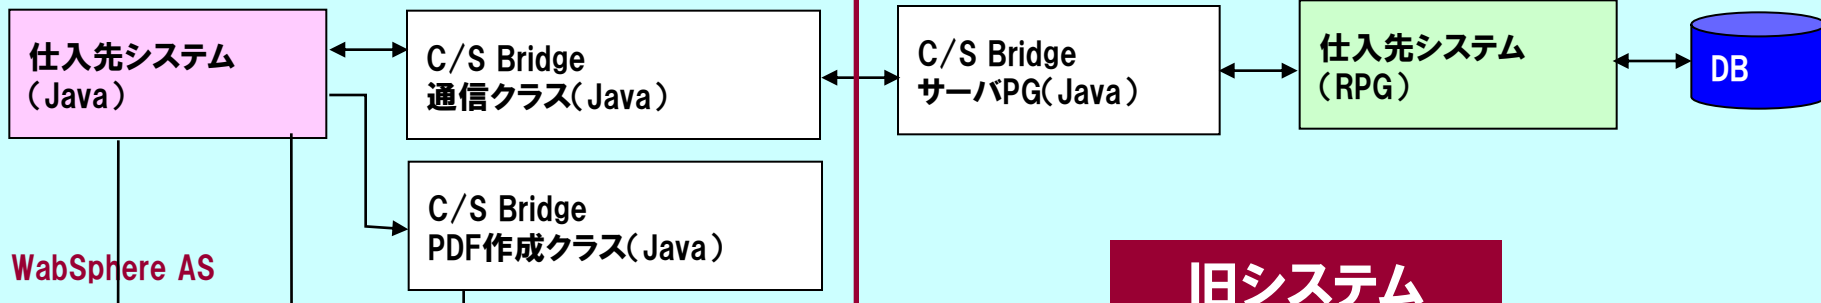 仕入先システム
（Java）
C/S Bridge
通信クラス（Java）
C/S Bridge
サーバPG（Java）
仕入先システム
（RPG）
DB
C/S Bridge
PDF作成クラス（Java）
WabSphere AS
旧システム